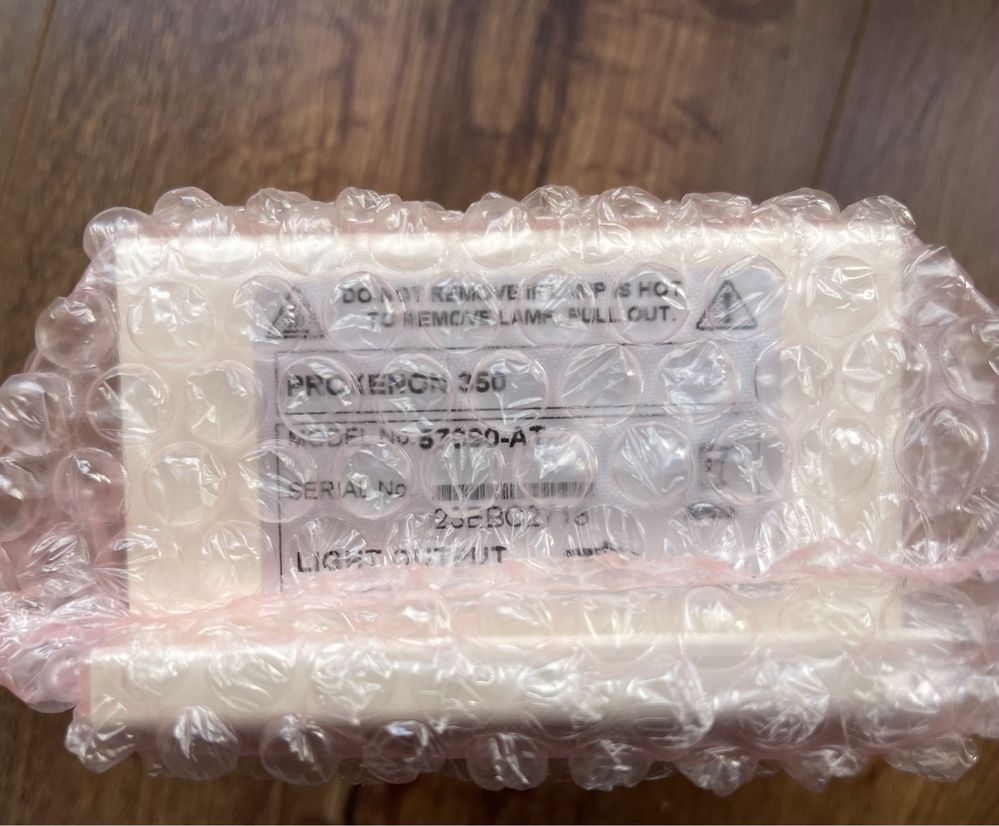 DO NOT REMOVE IF LAMP IS HOT
TO REMOVE LAMP, PULL OUT.
PROXENON 350
MODEL No.
SERIAL No.
LIGHT OUTPUT